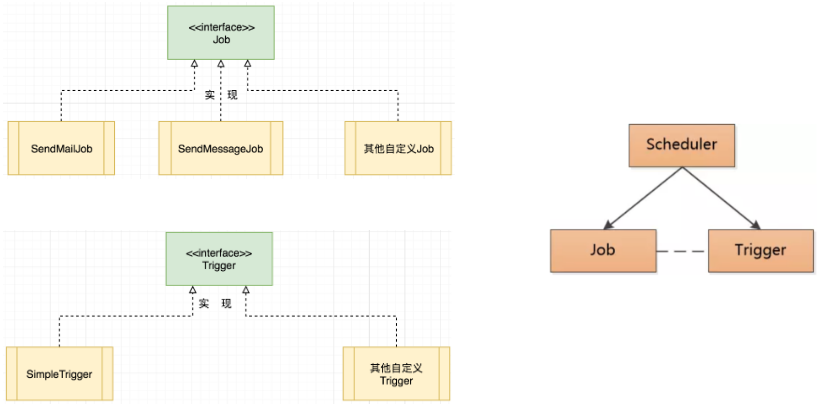 <<interface>>
Job
实 现
SendMailJob
SendMessageJob
其他自定义Job
<<interface>>
Trigger
实 现
SimpleTrigger
其他自定义
Trigger
Scheduler
Job
Trigger